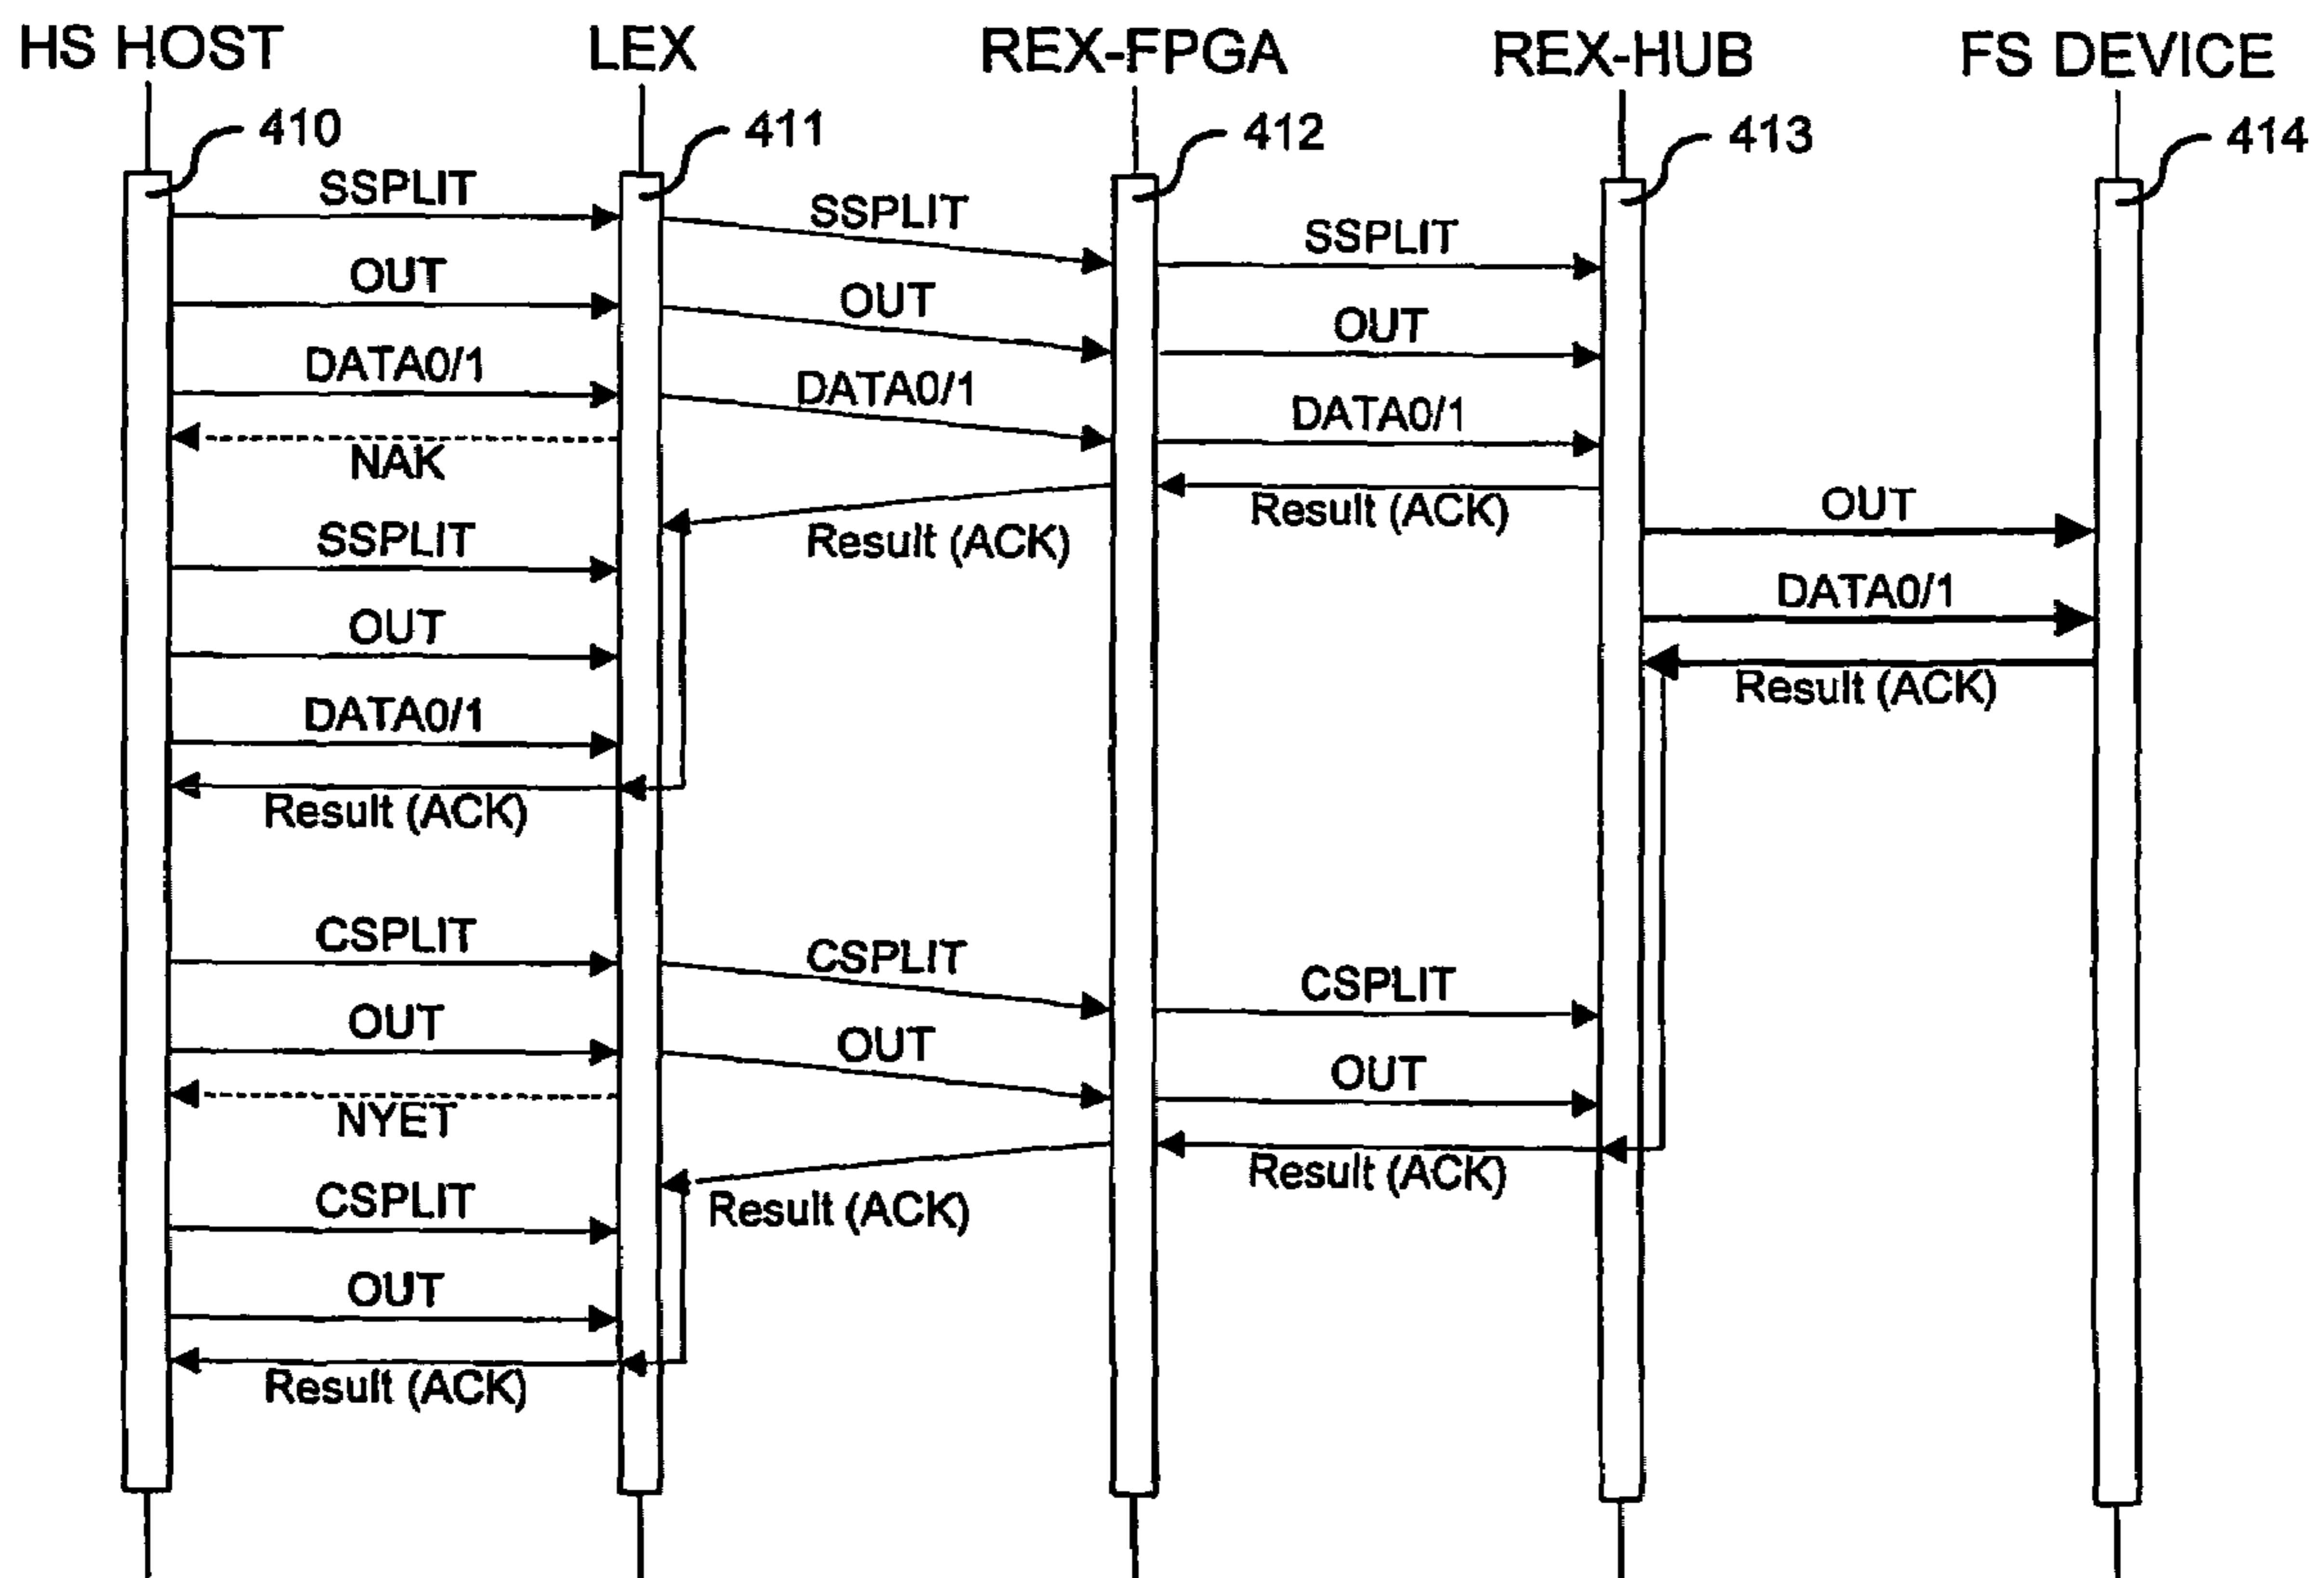 HS HOST LEX REX-FPGA REX-HUB FS DEVICE
410 411 412 413 414
SSPLIT
SSPLIT
SSPLIT
OUT
OUT
OUT
DATA0/1
DATA0/1
DATA0/1
NAK
Result (ACK)
OUT
SSPLIT
Result (ACK)
DATA0/1
OUT
Result (ACK)
DATA0/1
Result (ACK)
CSPLIT
CSPLIT
CSPLIT
OUT
OUT
OUT
NYET
Result (ACK)
CSPLIT
Result (ACK)
OUT
Result (ACK)